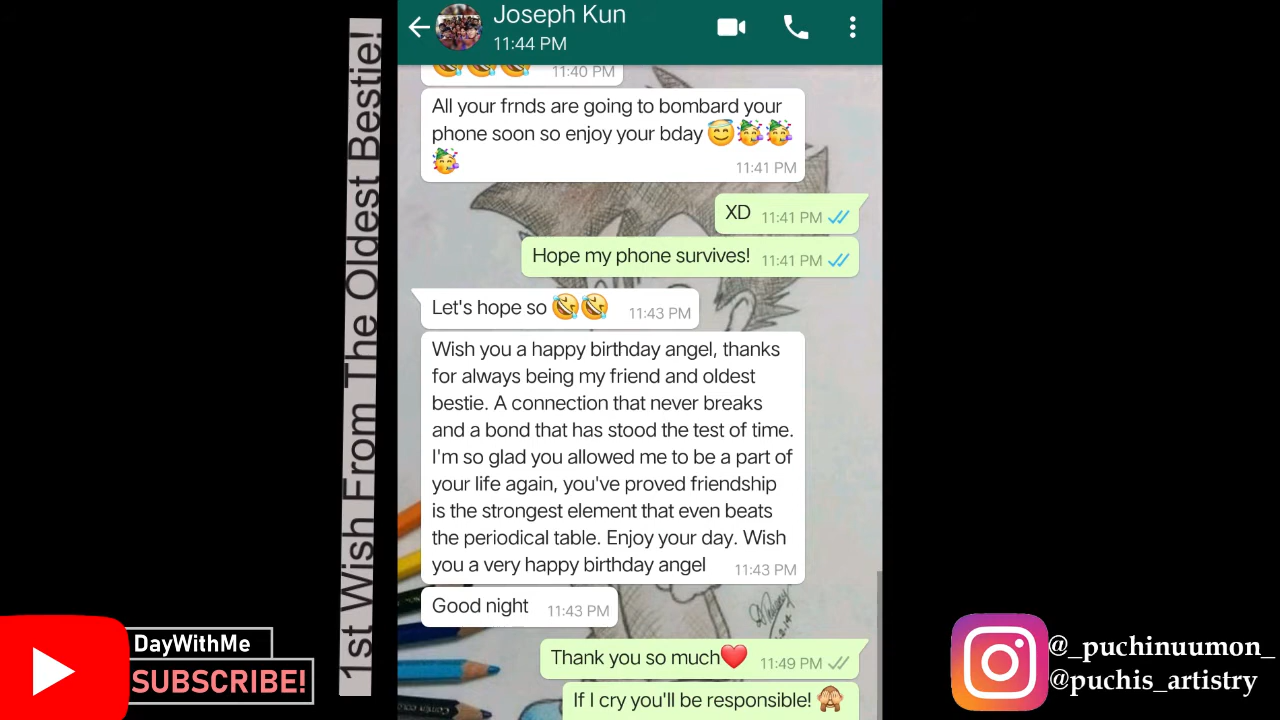 Joseph Kun
11:44 PM
🤣🤣🤣 11:40 PM
All your frnds are going to bombard your
phone soon so enjoy your bday 😇🥳🥳
🥳 11:41 PM
XD 11:41 PM
Hope my phone survives! 11:41 PM
Let's hope so 🤣🤣 11:43 PM
Wish you a happy birthday angel, thanks
for always being my friend and oldest
bestie. A connection that never breaks
and a bond that has stood the test of time.
I'm so glad you allowed me to be a part of
your life again, you've proved friendship
is the strongest element that even beats
the periodical table. Enjoy your day. Wish
you a very happy birthday angel 11:43 PM
Good night 11:43 PM
Thank you so much❤️ 11:49 PM
If I cry you'll be responsible! 🙈
1st Wish From The Oldest Bestie!
DayWithMe
SUBSCRIBE!
@_puchinuumon_
@puchis_artistry